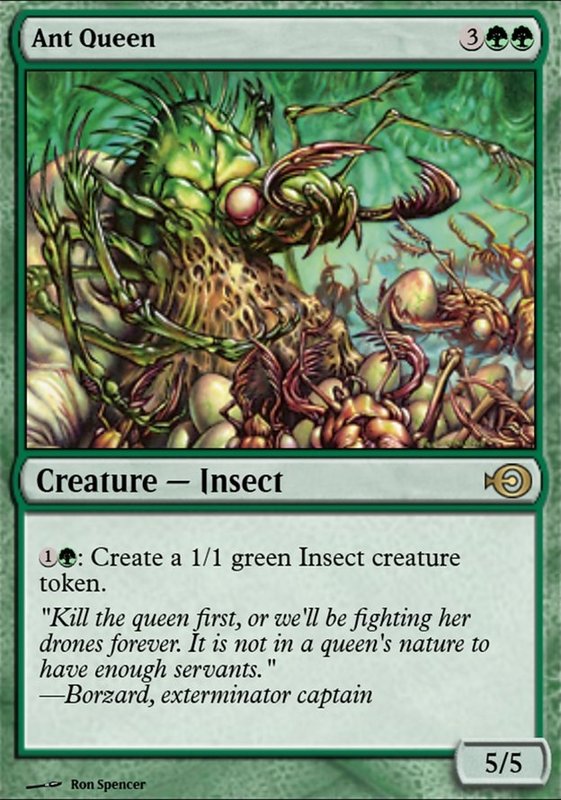 Ant Queen 3
Creature — Insect
1: Create a 1/1 green Insect creature
token.
"Kill the queen first, or we'll be fighting her
drones forever. It is not in a queen's nature to
have enough servants."
—Borzard, exterminator captain
5/5
Ron Spencer